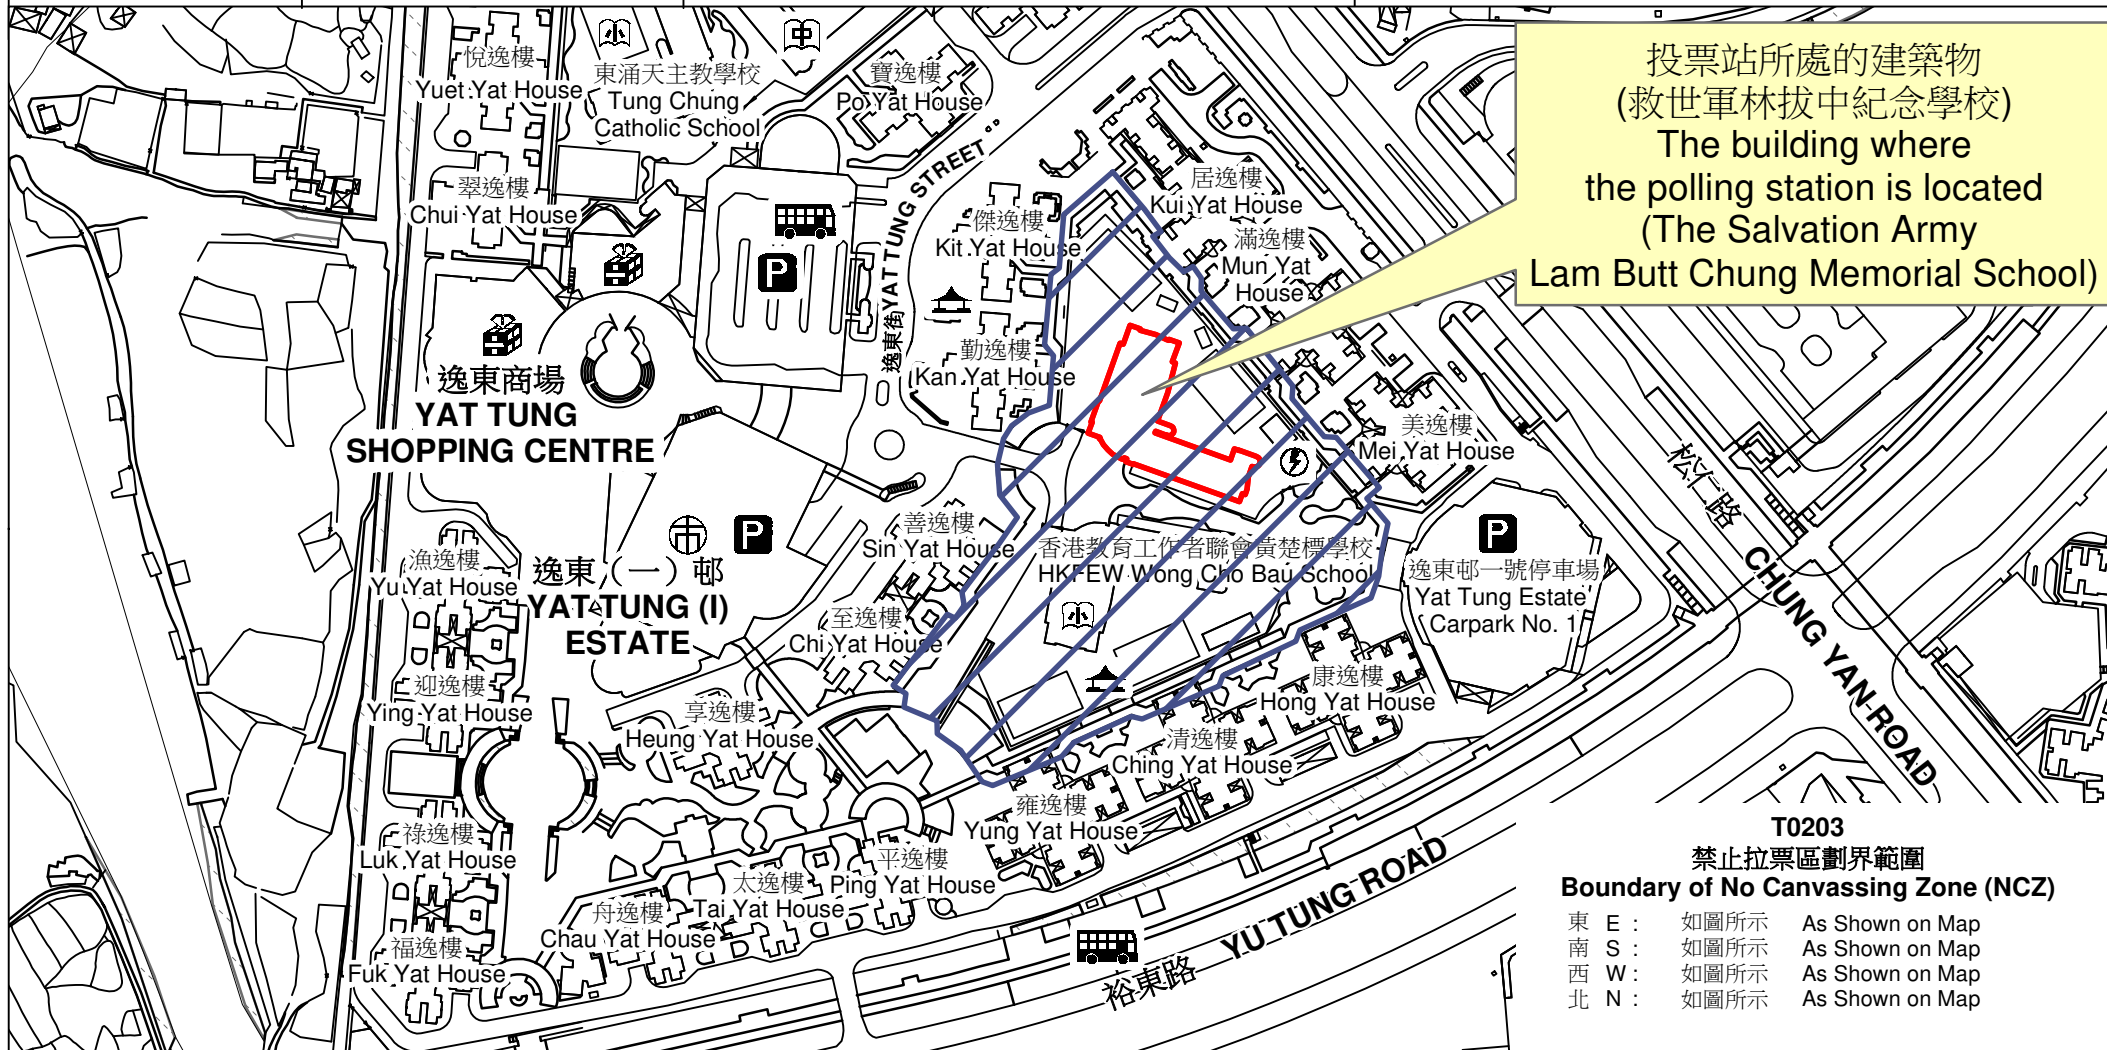 悅逸樓
Yuet Yat House
東涌天主教學校
Tung Chung
Catholic School
寶逸樓
Po Yat House
投票站所處的建築物
(救世軍林拔中紀念學校)
The building where
the polling station is located
(The Salvation Army
Lam Butt Chung Memorial School)
翠逸樓
Chui Yat House
逸東街 YAT TUNG STREET
傑逸樓
Kit Yat House
居逸樓
Kui Yat House
滿逸樓
Mun Yat
House
P
勤逸樓
Kan Yat House
逸東商場
YAT TUNG
SHOPPING CENTRE
美逸樓
Mei Yat House
松仁路
CHUNG YAN ROAD
善逸樓
Sin Yat House
香港教育工作者聯會黃楚標學校
HKFEW Wong Cho Bau School
市
P
P
逸東邨一號停車場
Yat Tung Estate
Carpark No. 1
漁逸樓
Yu Yat House
逸東（一）邨
YAT TUNG (I)
ESTATE
至逸樓
Chi Yat House
迎逸樓
Ying Yat House
享逸樓
Heung Yat House
康逸樓
Hong Yat House
清逸樓
Ching Yat House
雍逸樓
Yung Yat House
祿逸樓
Luk Yat House
平逸樓
Ping Yat House
太逸樓
Tai Yat House
舟逸樓
Chau Yat House
福逸樓
Fuk Yat House
裕東路 YU TUNG ROAD
小
中
小
T0203
禁止拉票區劃界範圍
Boundary of No Canvassing Zone (NCZ)
東 E : 如圖所示 As Shown on Map
南 S : 如圖所示 As Shown on Map
西 W : 如圖所示 As Shown on Map
北 N : 如圖所示 As Shown on Map